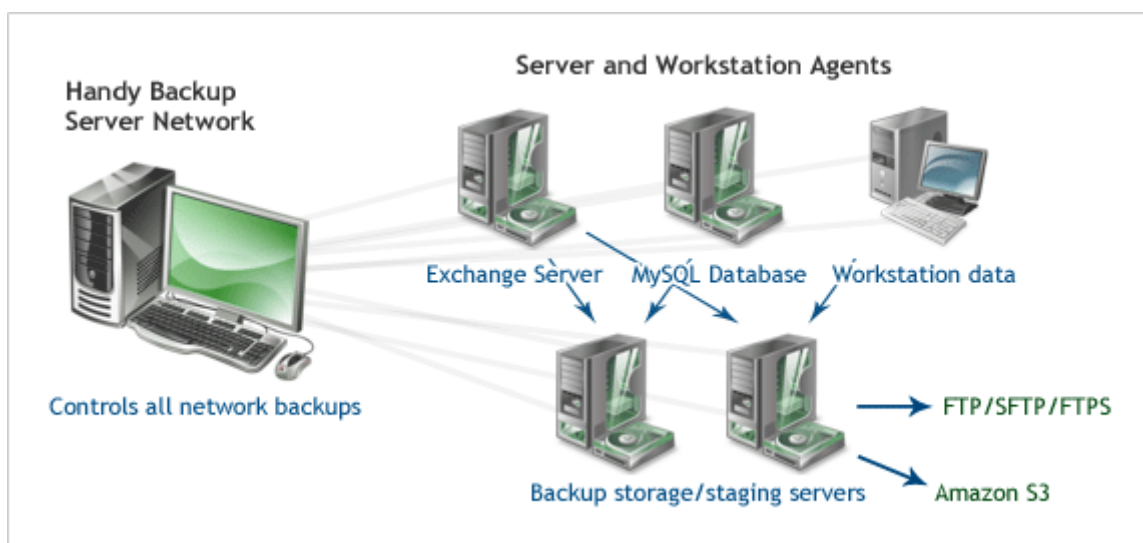 Handy Backup
Server Network
Server and Workstation Agents
Exchange Server
MySQL Database
Workstation data
Controls all network backups
Backup storage/staging servers
FTP/SFTP/FTPS
Amazon S3